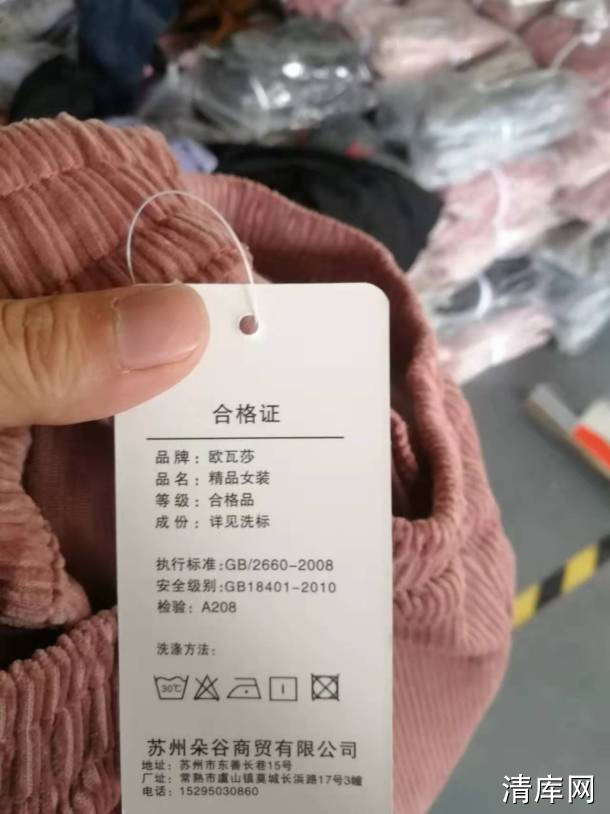 合格证
品牌：欧瓦莎
品名：精品女装
等级：合格品
成份：详见洗标
执行标准:GB/2660-2008
安全级别:GB18401-2010
检验：A208
洗涤方法：
30℃
苏州朵谷商贸有限公司
地址：苏州市东善长巷15号
厂址：常熟市虞山镇莫城长浜路17号3幢
电话：15295030860
清库网